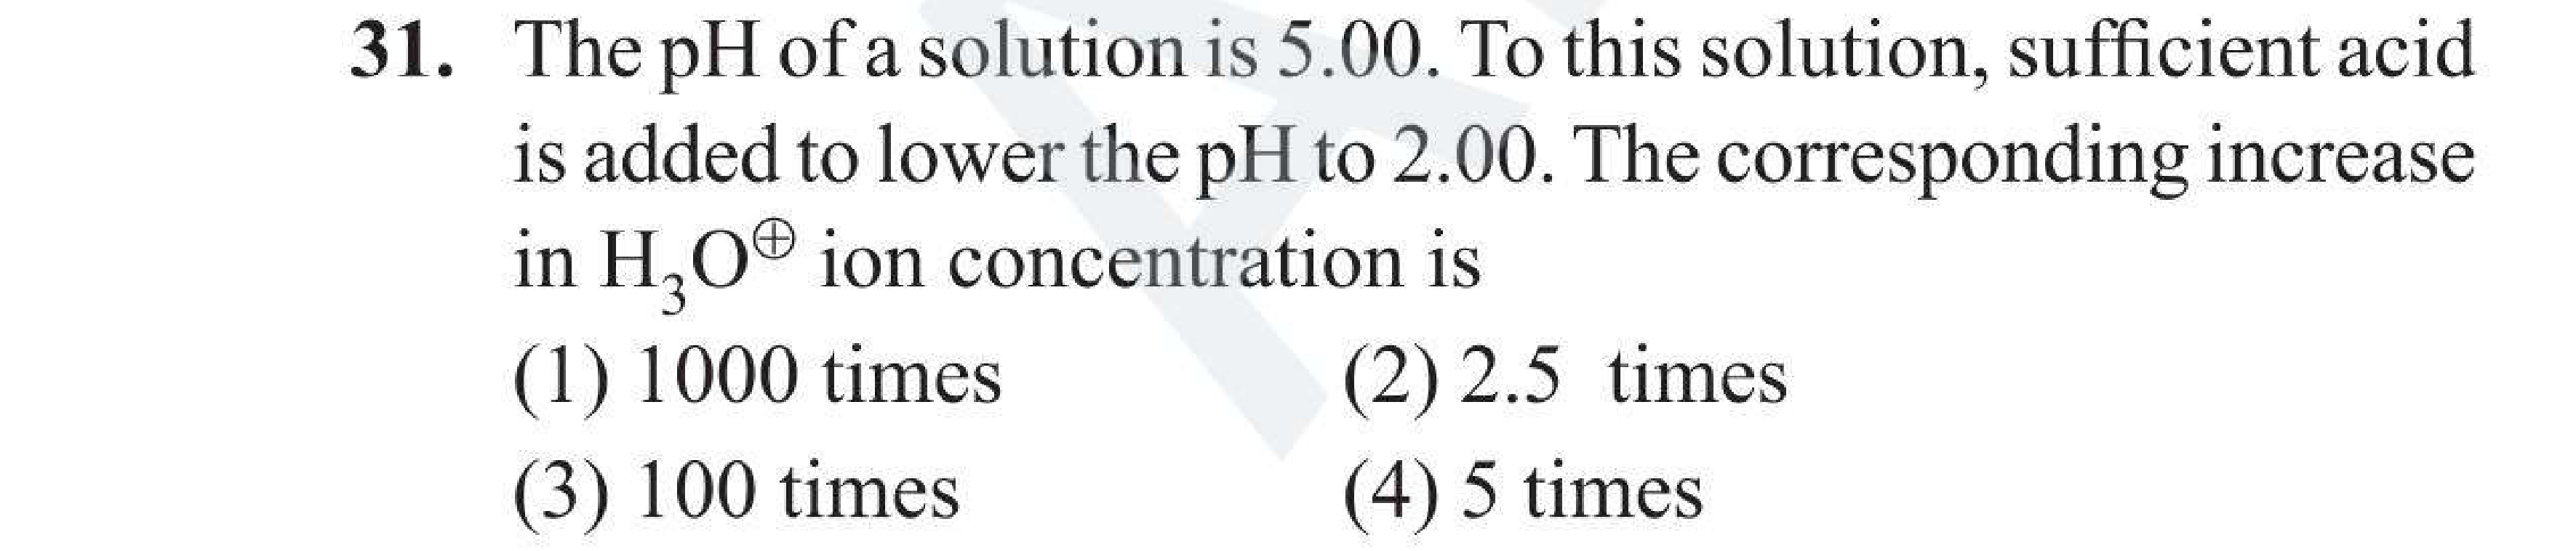 31. The pH of a solution is 5.00. To this solution, sufficient acid
is added to lower the pH to 2.00. The corresponding increase
in H₃O⊕ ion concentration is
(1) 1000 times (2) 2.5 times
(3) 100 times (4) 5 times